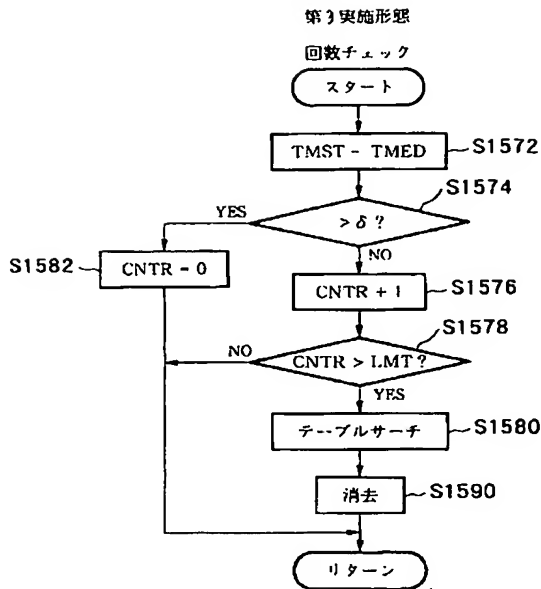 第3実施形態
回数チェック
スタート
TMST - TMED
S1572
S1574
> δ ?
YES
NO
CNTR - 0
S1582
CNTR + 1
S1576
S1578
CNTR > LMT ?
NO
YES
テーブルサーチ
S1580
消去
S1590
リターン